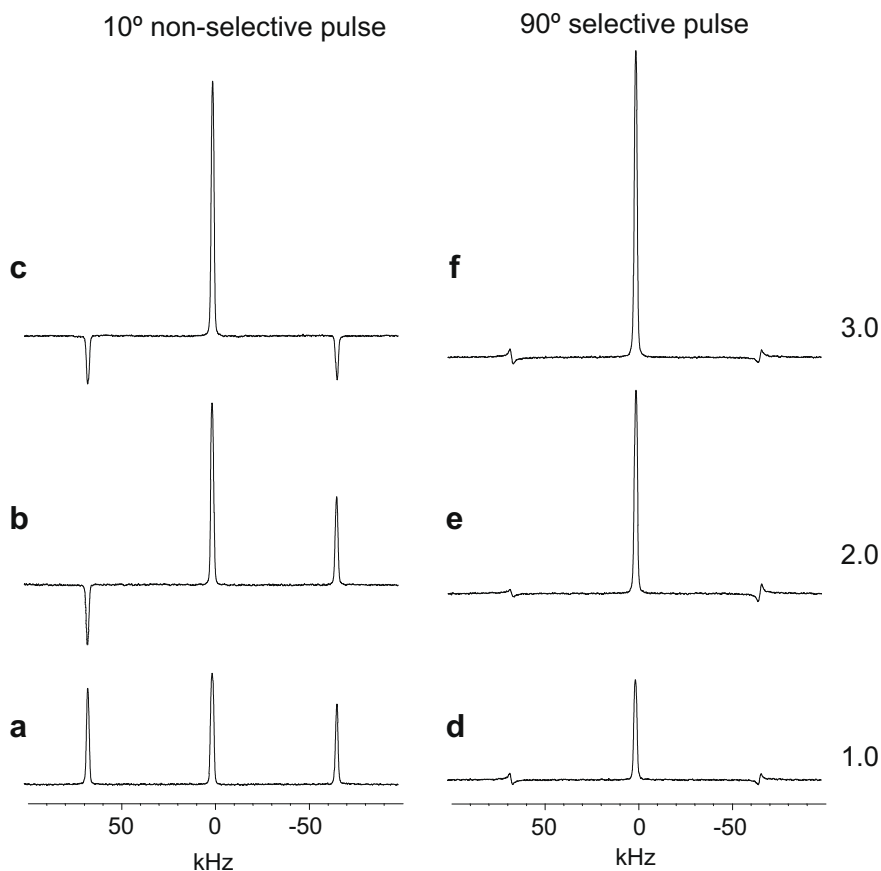 10º non-selective pulse
90º selective pulse
c
f
3.0
b
e
2.0
a
d
1.0
50 0 -50
kHz
50 0 -50
kHz